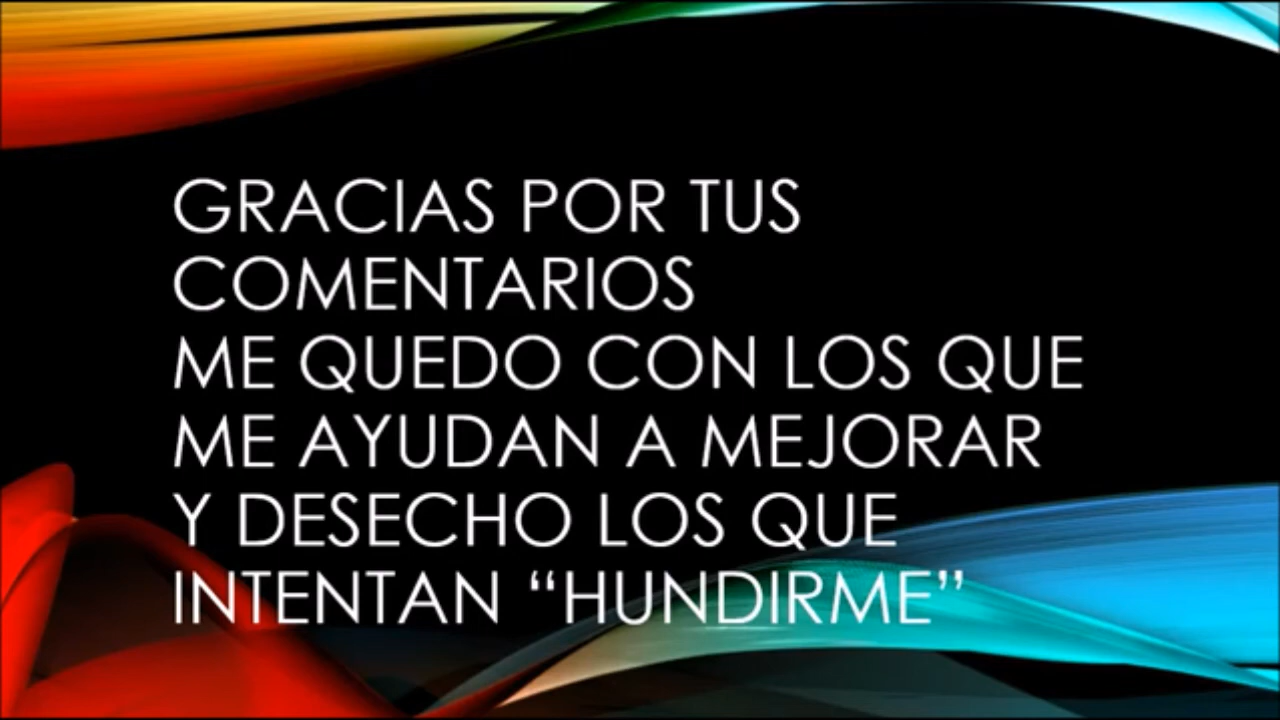 GRACIAS POR TUS
COMENTARIOS
ME QUEDO CON LOS QUE
ME AYUDAN A MEJORAR
Y DESECHO LOS QUE
INTENTAN “HUNDIRME”